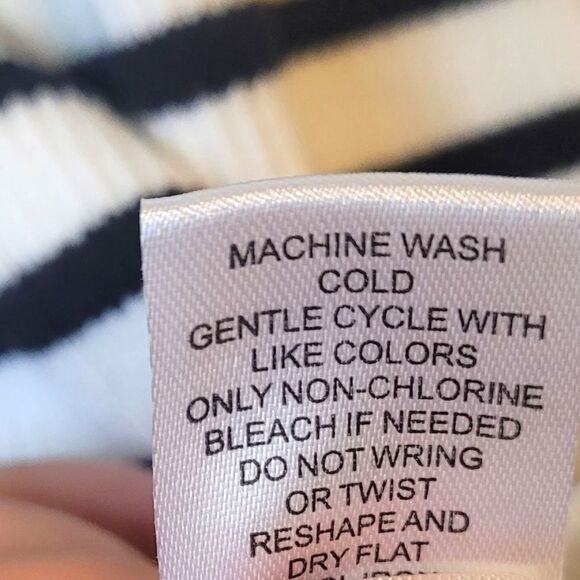 MACHINE WASH
COLD
GENTLE CYCLE WITH
LIKE COLORS
ONLY NON-CHLORINE
BLEACH IF NEEDED
DO NOT WRING
OR TWIST
RESHAPE AND
DRY FLAT